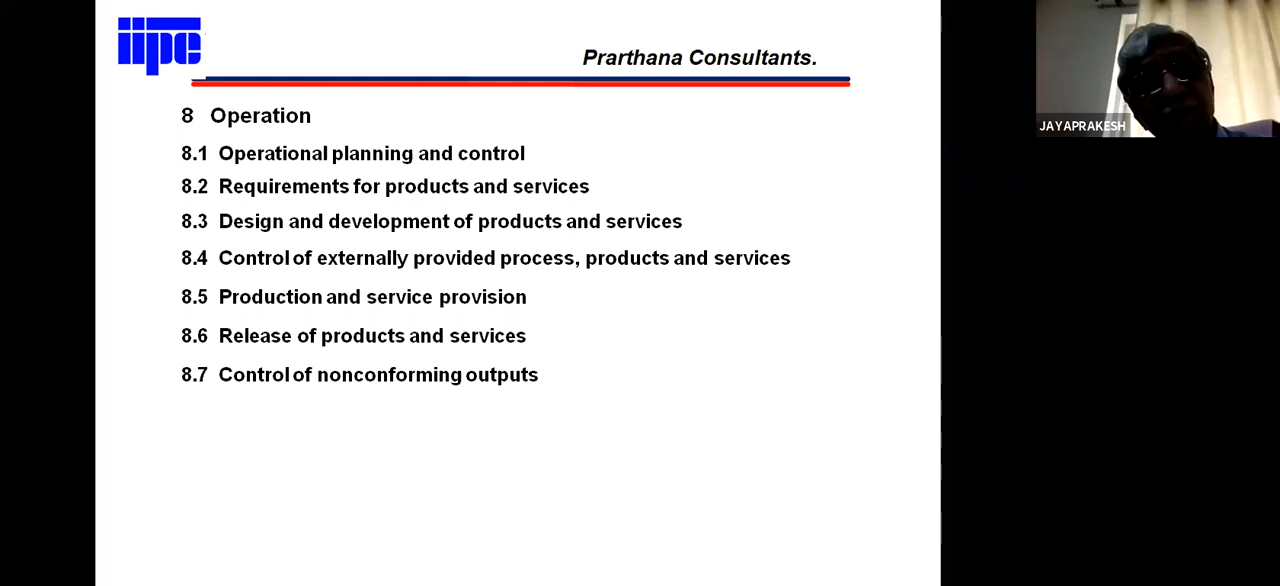 iipc
Prarthana Consultants.
8 Operation
8.1 Operational planning and control
8.2 Requirements for products and services
8.3 Design and development of products and services
8.4 Control of externally provided process, products and services
8.5 Production and service provision
8.6 Release of products and services
8.7 Control of nonconforming outputs
JAYAPRAKESH